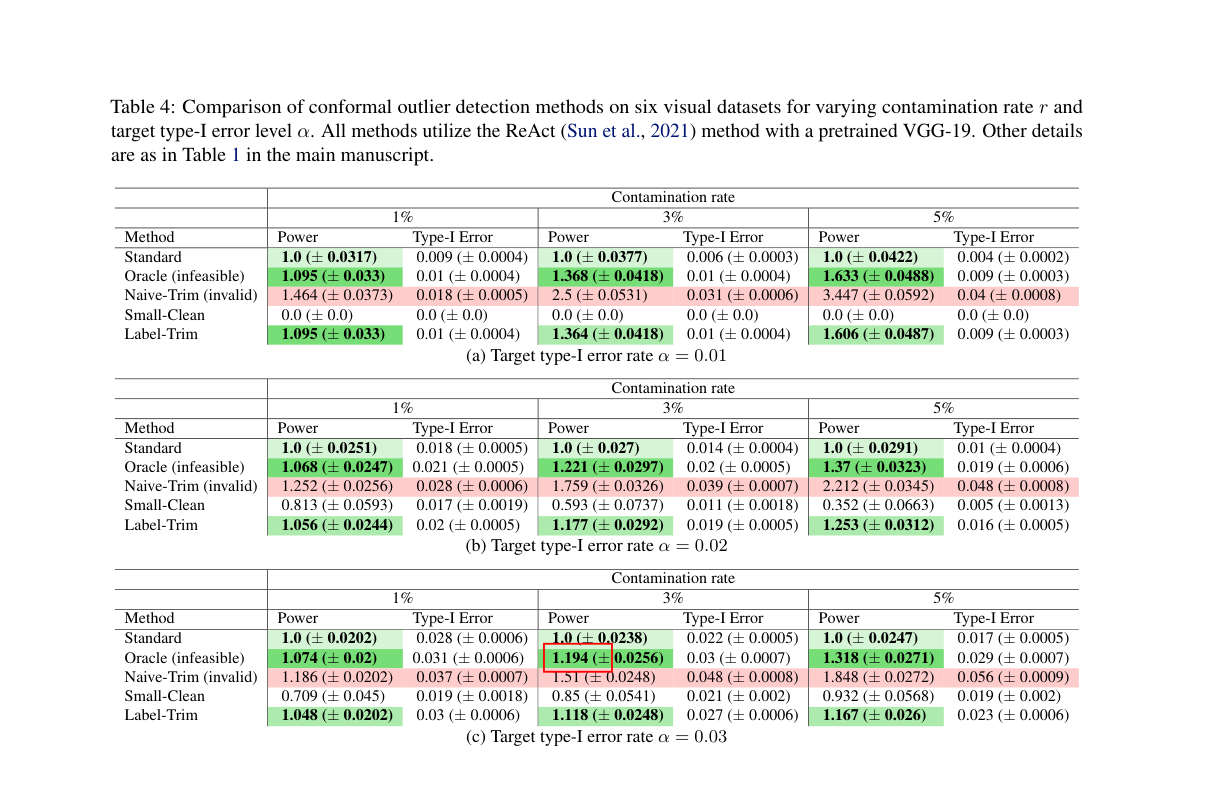 Table 4: Comparison of conformal outlier detection methods on six visual datasets for varying contamination rate r and
target type-I error level α. All methods utilize the ReAct (Sun et al., 2021) method with a pretrained VGG-19. Other details
are as in Table 1 in the main manuscript.
Contamination rate
1% 3% 5%
Method Power Type-I Error Power Type-I Error Power Type-I Error
Standard 1.0 (± 0.0317) 0.009 (± 0.0004) 1.0 (± 0.0377) 0.006 (± 0.0003) 1.0 (± 0.0422) 0.004 (± 0.0002)
Oracle (infeasible) 1.095 (± 0.033) 0.01 (± 0.0004) 1.368 (± 0.0418) 0.01 (± 0.0004) 1.633 (± 0.0488) 0.009 (± 0.0003)
Naive-Trim (invalid) 1.464 (± 0.0373) 0.018 (± 0.0005) 2.5 (± 0.0531) 0.031 (± 0.0006) 3.447 (± 0.0592) 0.04 (± 0.0008)
Small-Clean 0.0 (± 0.0) 0.0 (± 0.0) 0.0 (± 0.0) 0.0 (± 0.0) 0.0 (± 0.0) 0.0 (± 0.0)
Label-Trim 1.095 (± 0.033) 0.01 (± 0.0004) 1.364 (± 0.0418) 0.01 (± 0.0004) 1.606 (± 0.0487) 0.009 (± 0.0003)
(a) Target type-I error rate α = 0.01
Contamination rate
1% 3% 5%
Method Power Type-I Error Power Type-I Error Power Type-I Error
Standard 1.0 (± 0.0251) 0.018 (± 0.0005) 1.0 (± 0.027) 0.014 (± 0.0004) 1.0 (± 0.0291) 0.01 (± 0.0004)
Oracle (infeasible) 1.068 (± 0.0247) 0.021 (± 0.0005) 1.221 (± 0.0297) 0.02 (± 0.0005) 1.37 (± 0.0323) 0.019 (± 0.0006)
Naive-Trim (invalid) 1.252 (± 0.0256) 0.028 (± 0.0006) 1.759 (± 0.0326) 0.039 (± 0.0007) 2.212 (± 0.0345) 0.048 (± 0.0008)
Small-Clean 0.813 (± 0.0593) 0.017 (± 0.0019) 0.593 (± 0.0737) 0.011 (± 0.0018) 0.352 (± 0.0663) 0.005 (± 0.0013)
Label-Trim 1.056 (± 0.0244) 0.02 (± 0.0005) 1.177 (± 0.0292) 0.019 (± 0.0005) 1.253 (± 0.0312) 0.016 (± 0.0005)
(b) Target type-I error rate α = 0.02
Contamination rate
1% 3% 5%
Method Power Type-I Error Power Type-I Error Power Type-I Error
Standard 1.0 (± 0.0202) 0.028 (± 0.0006) 1.0 (± 0.0238) 0.022 (± 0.0005) 1.0 (± 0.0247) 0.017 (± 0.0005)
Oracle (infeasible) 1.074 (± 0.02) 0.031 (± 0.0006) 1.194 (± 0.0256) 0.03 (± 0.0007) 1.318 (± 0.0271) 0.029 (± 0.0007)
Naive-Trim (invalid) 1.186 (± 0.0202) 0.037 (± 0.0007) 1.51 (± 0.0248) 0.048 (± 0.0008) 1.848 (± 0.0272) 0.056 (± 0.0009)
Small-Clean 0.709 (± 0.045) 0.019 (± 0.0018) 0.85 (± 0.0541) 0.021 (± 0.002) 0.932 (± 0.0568) 0.019 (± 0.002)
Label-Trim 1.048 (± 0.0202) 0.03 (± 0.0006) 1.118 (± 0.0248) 0.027 (± 0.0006) 1.167 (± 0.026) 0.023 (± 0.0006)
(c) Target type-I error rate α = 0.03